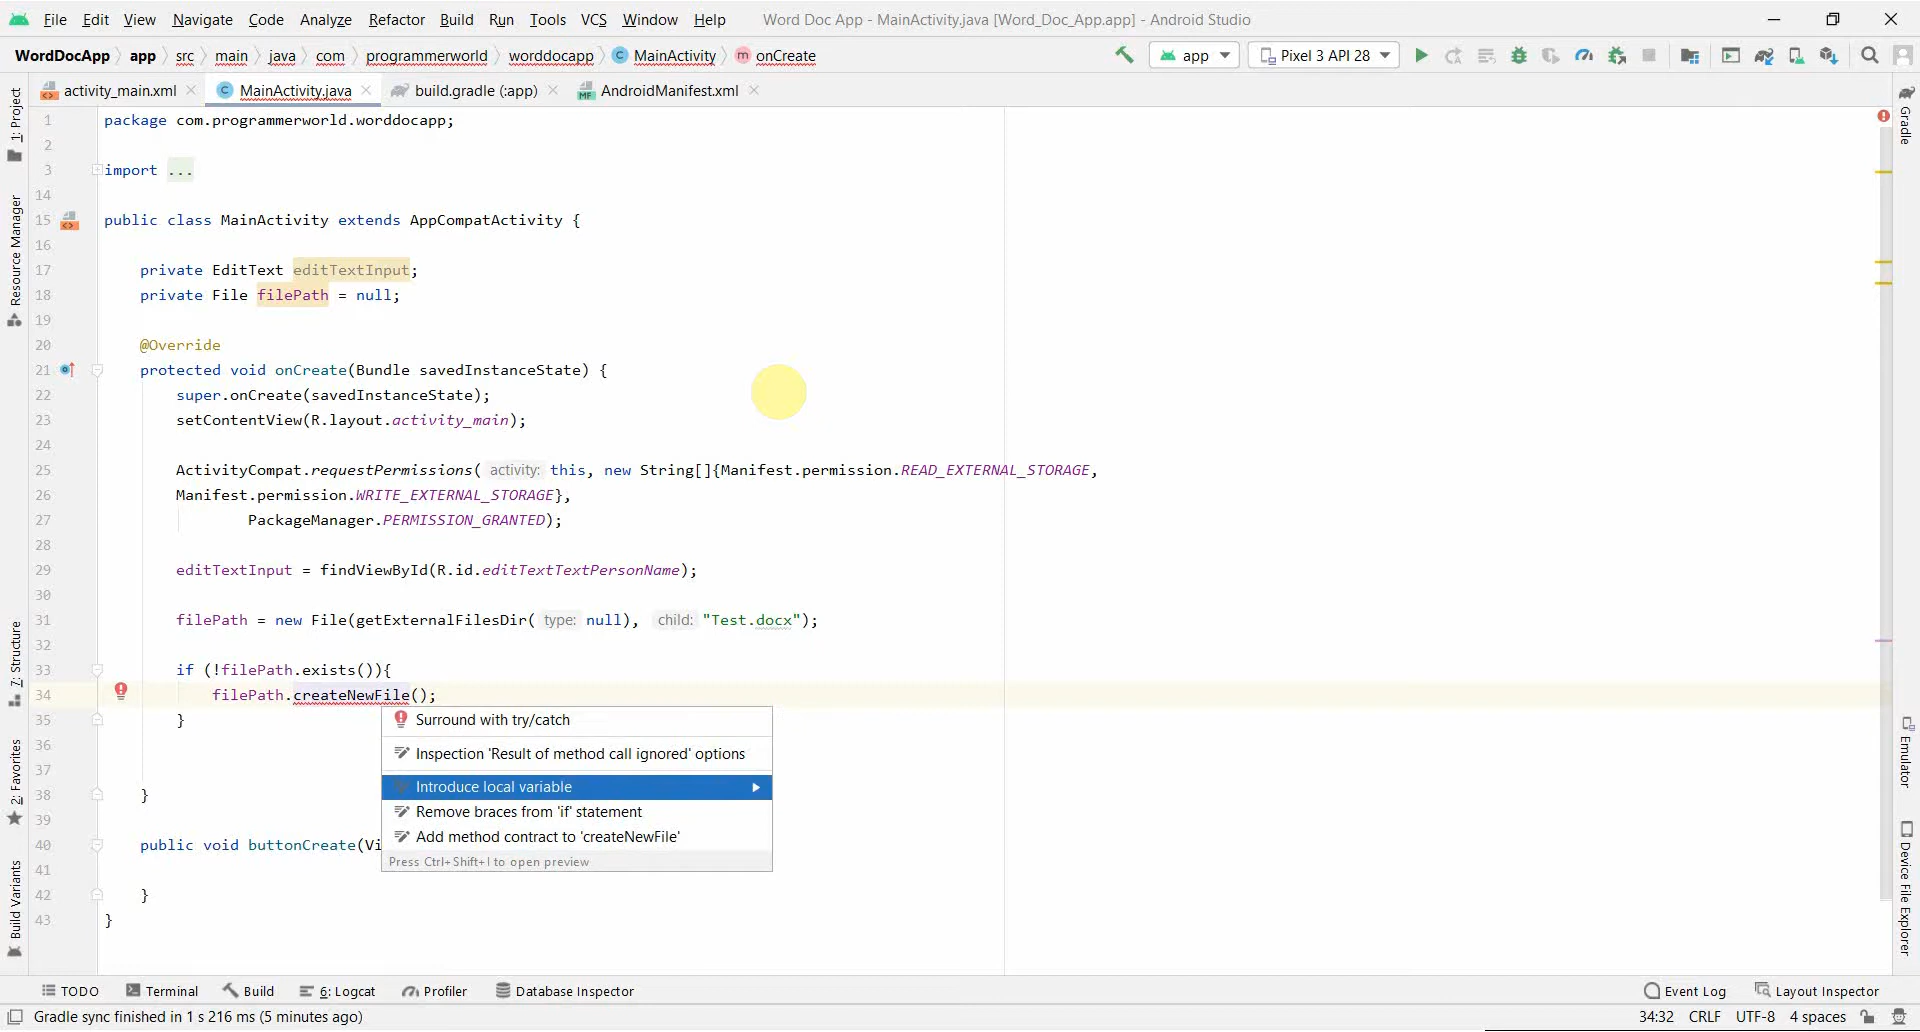 File Edit View Navigate Code Analyze Refactor Build Run Tools VCS Window Help Word Doc App - MainActivity.java [Word_Doc_App.app] - Android Studio
WordDocApp app src main java com programmerworld worddocapp C MainActivity m onCreate app Pixel 3 API 28
activity_main.xml C MainActivity.java build.gradle (:app) MF AndroidManifest.xml
1: Project
Resource Manager
7: Structure
2: Favorites
Build Variants
1 package com.programmerworld.worddocapp;
2
3 import ...
14
15 public class MainActivity extends AppCompatActivity {
16
17 private EditText editTextInput;
18 private File filePath = null;
19
20 @Override
21 protected void onCreate(Bundle savedInstanceState) {
22 super.onCreate(savedInstanceState);
23 setContentView(R.layout.activity_main);
24
25 ActivityCompat.requestPermissions( activity: this, new String[]{Manifest.permission.READ_EXTERNAL_STORAGE,
26 Manifest.permission.WRITE_EXTERNAL_STORAGE},
27 PackageManager.PERMISSION_GRANTED);
28
29 editTextInput = findViewById(R.id.editTextTextPersonName);
30
31 filePath = new File(getExternalFilesDir( type: null), child: "Test.docx");
32
33 if (!filePath.exists()){
34 filePath.createNewFile();
35 }
36
37
38 }
39
40 public void buttonCreate(Vi
41
42 }
43 }
Surround with try/catch
Inspection 'Result of method call ignored' options
Introduce local variable
Remove braces from 'if' statement
Add method contract to 'createNewFile'
Press Ctrl+Shift+I to open preview
Gradle
Emulator
Device File Explorer
TODO Terminal Build 6: Logcat Profiler Database Inspector Event Log Layout Inspector
Gradle sync finished in 1 s 216 ms (5 minutes ago) 34:32 CRLF UTF-8 4 spaces